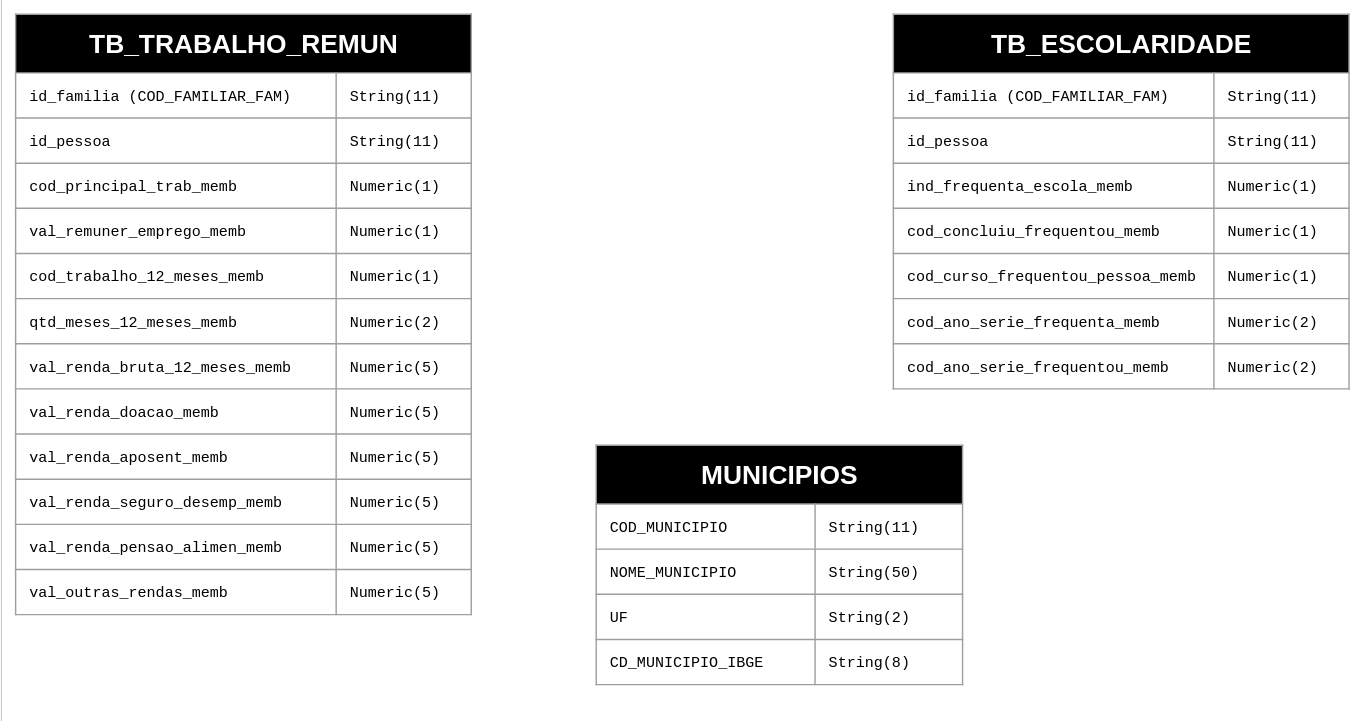 TB_TRABALHO_REMUN
id_familia (COD_FAMILIAR_FAM) String(11)
id_pessoa String(11)
cod_principal_trab_memb Numeric(1)
val_remuner_emprego_memb Numeric(1)
cod_trabalho_12_meses_memb Numeric(1)
qtd_meses_12_meses_memb Numeric(2)
val_renda_bruta_12_meses_memb Numeric(5)
val_renda_doacao_memb Numeric(5)
val_renda_aposent_memb Numeric(5)
val_renda_seguro_desemp_memb Numeric(5)
val_renda_pensao_alimen_memb Numeric(5)
val_outras_rendas_memb Numeric(5)
TB_ESCOLARIDADE
id_familia (COD_FAMILIAR_FAM) String(11)
id_pessoa String(11)
ind_frequenta_escola_memb Numeric(1)
cod_concluiu_frequentou_memb Numeric(1)
cod_curso_frequentou_pessoa_memb Numeric(1)
cod_ano_serie_frequenta_memb Numeric(2)
cod_ano_serie_frequentou_memb Numeric(2)
MUNICIPIOS
COD_MUNICIPIO String(11)
NOME_MUNICIPIO String(50)
UF String(2)
CD_MUNICIPIO_IBGE String(8)